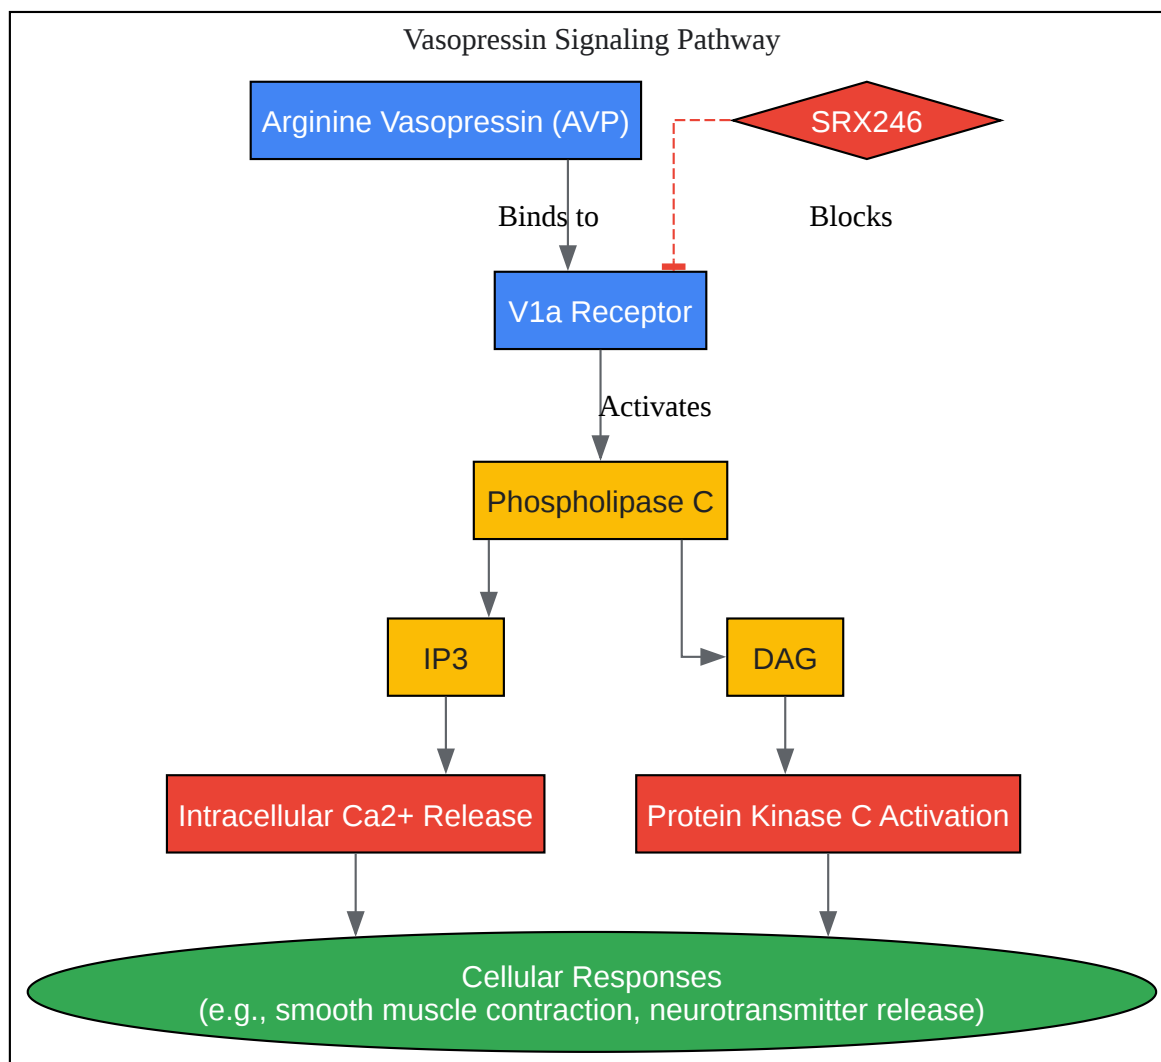 Vasopressin Signaling Pathway
Arginine Vasopressin (AVP)
SRX246
Binds to
Blocks
V1a Receptor
Activates
Phospholipase C
IP3
DAG
Intracellular Ca2+ Release
Protein Kinase C Activation
Cellular Responses
(e.g., smooth muscle contraction, neurotransmitter release)